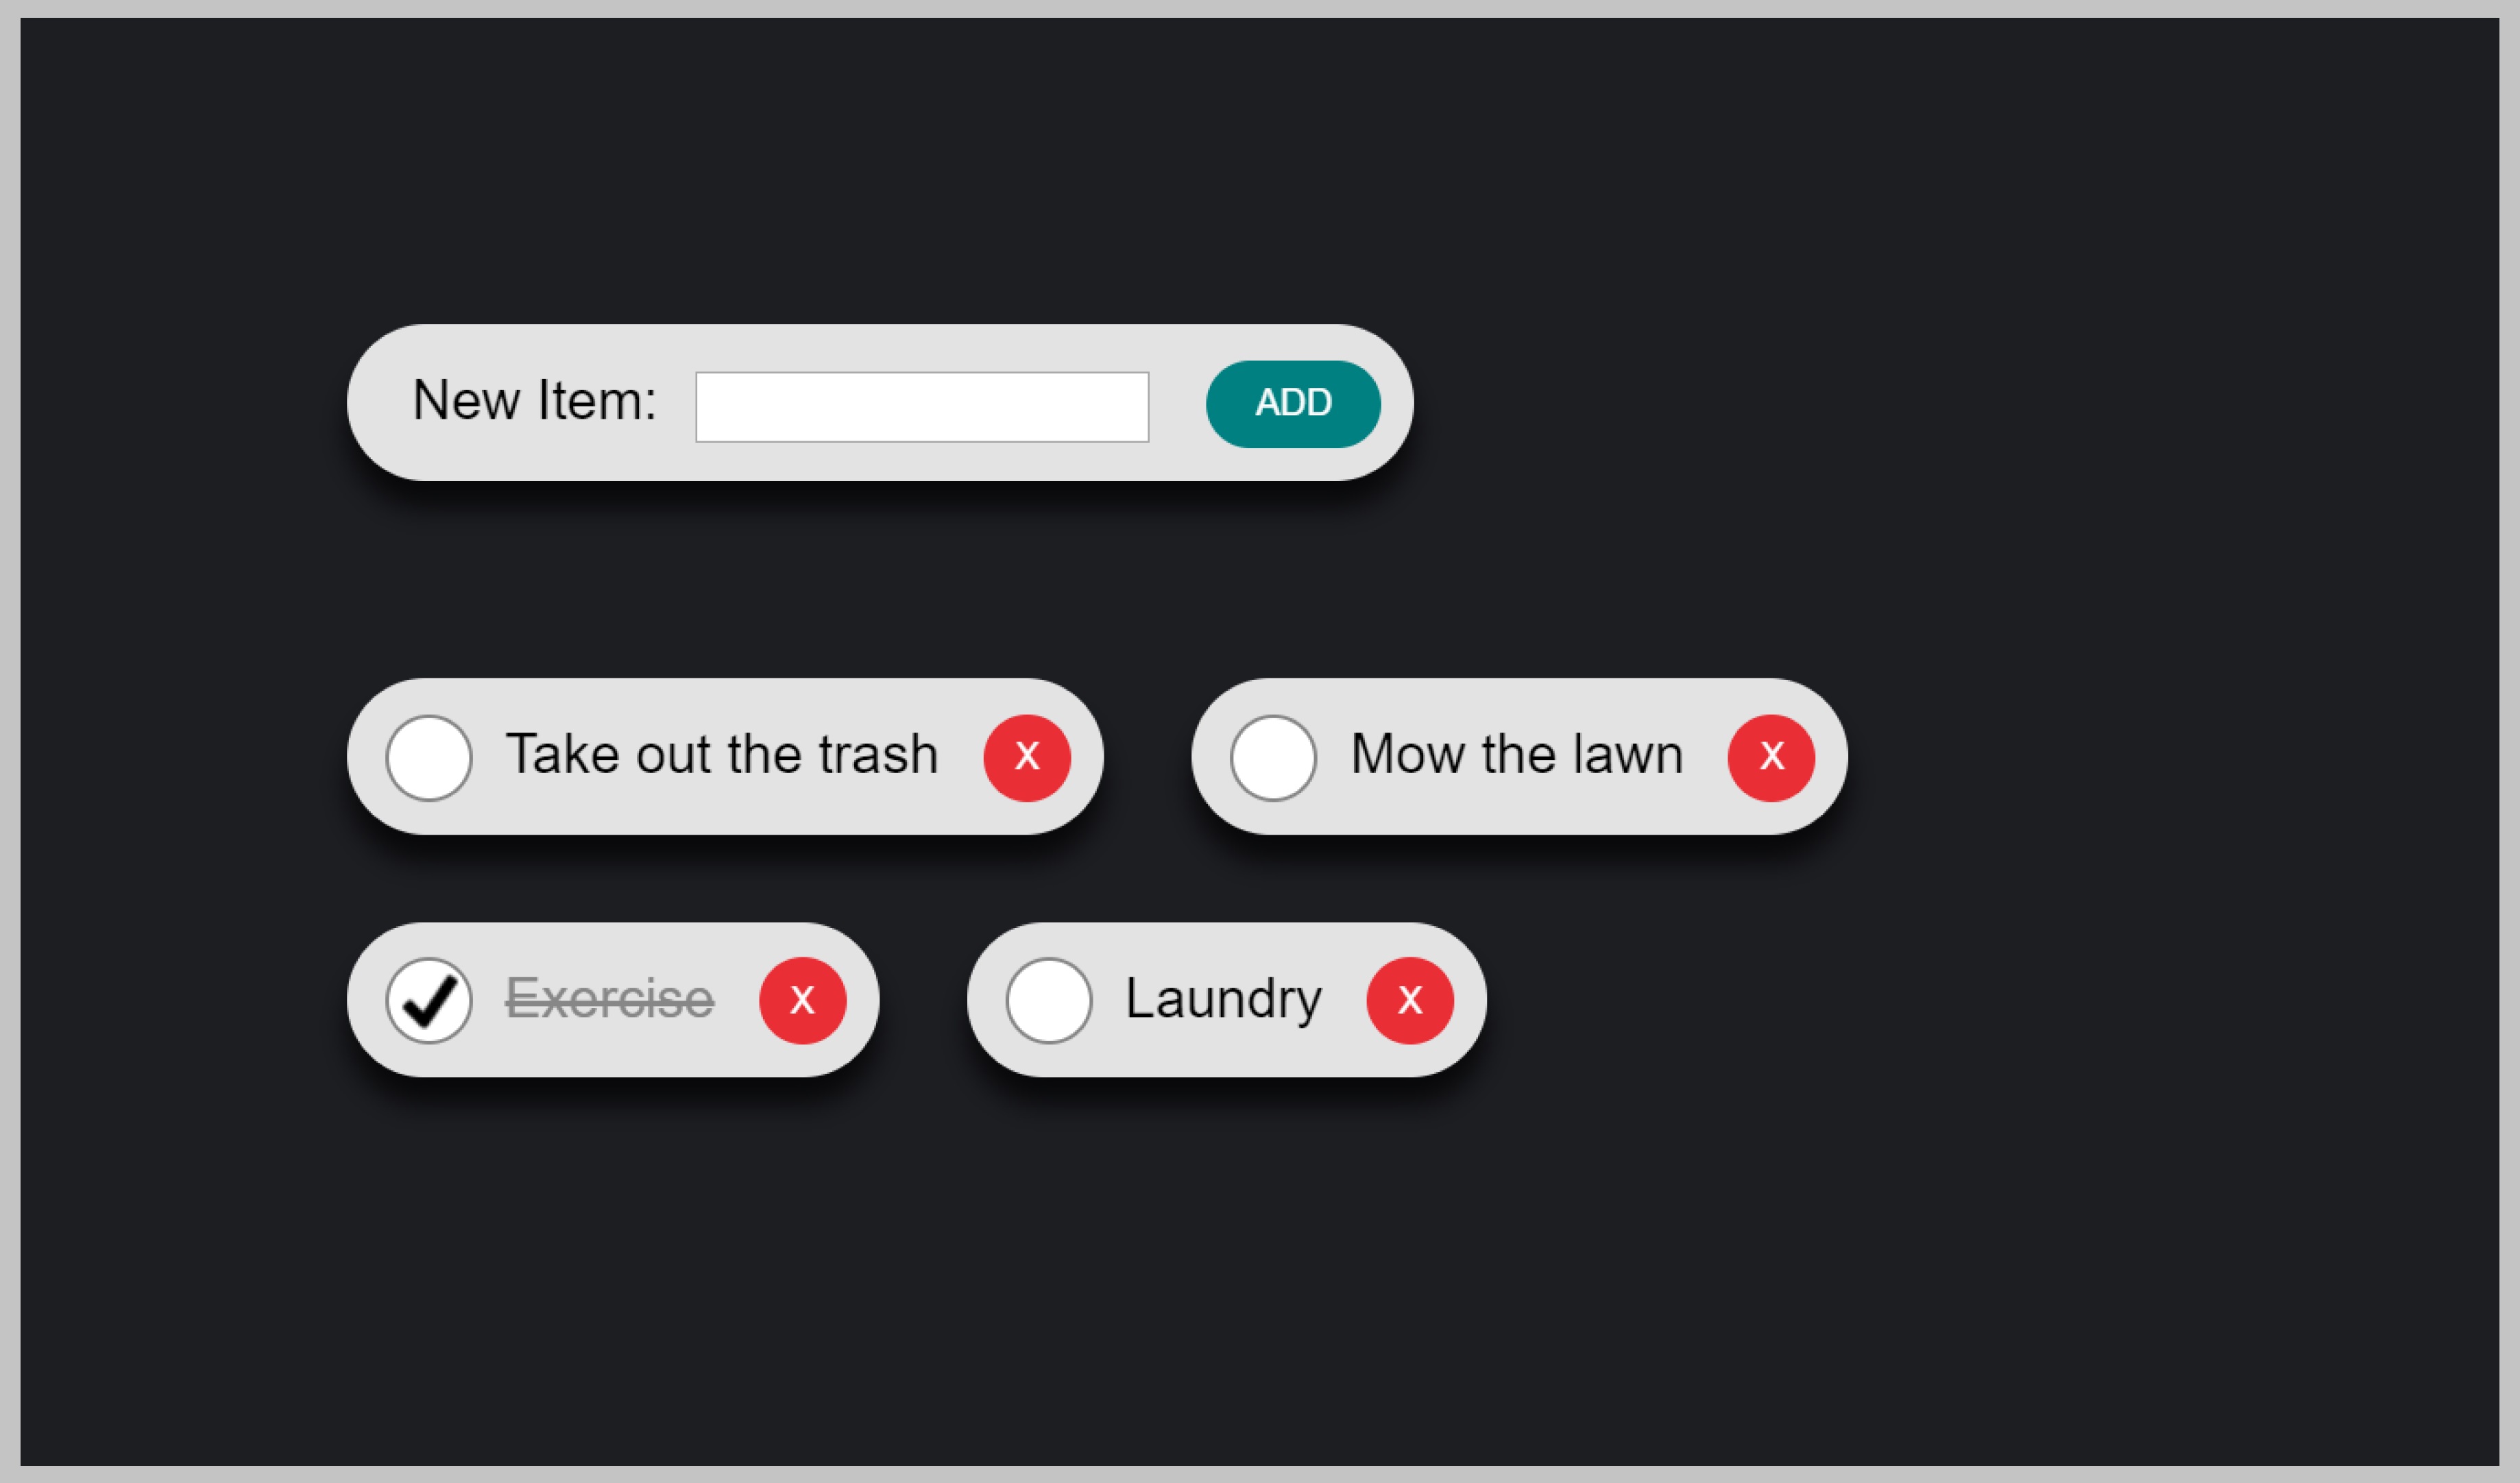 New Item: ADD
Take out the trash X Mow the lawn X
Exercise X Laundry X